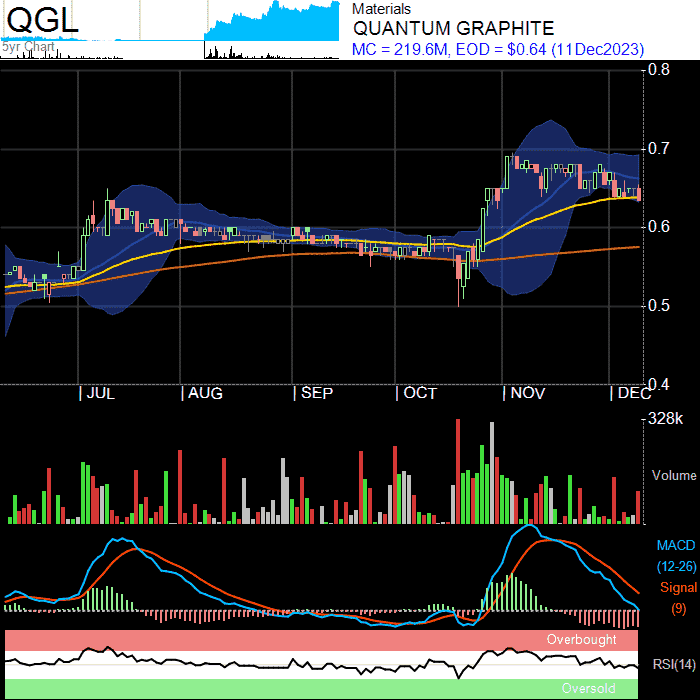 QGL
5yr Chart
Materials
QUANTUM GRAPHITE
MC = 219.6M, EOD = $0.64 (11Dec2023)
0.8
0.7
0.6
0.5
0.4
JUL AUG SEP OCT NOV DEC
328k
Volume
MACD
(12-26)
Signal
(9)
Overbought
RSI(14)
Oversold